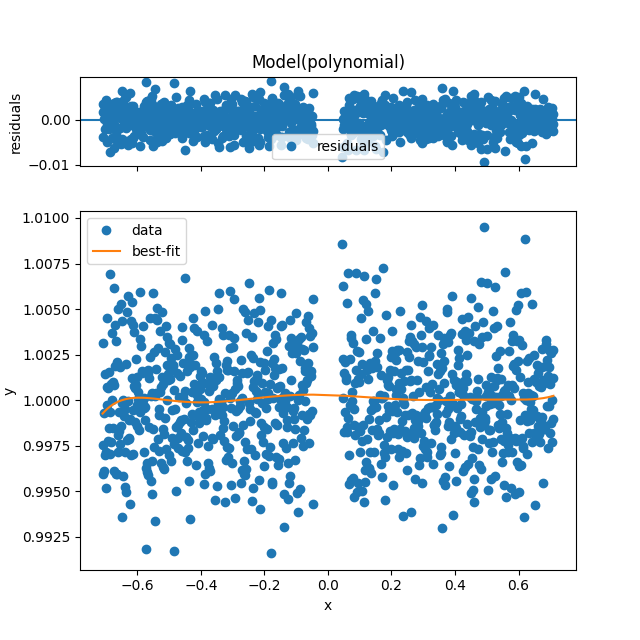 Model(polynomial)
residuals
0.00
−0.01
residuals
1.0100
1.0075
1.0050
1.0025
1.0000
0.9975
0.9950
0.9925
y
data
best-fit
−0.6 −0.4 −0.2 0.0 0.2 0.4 0.6
x